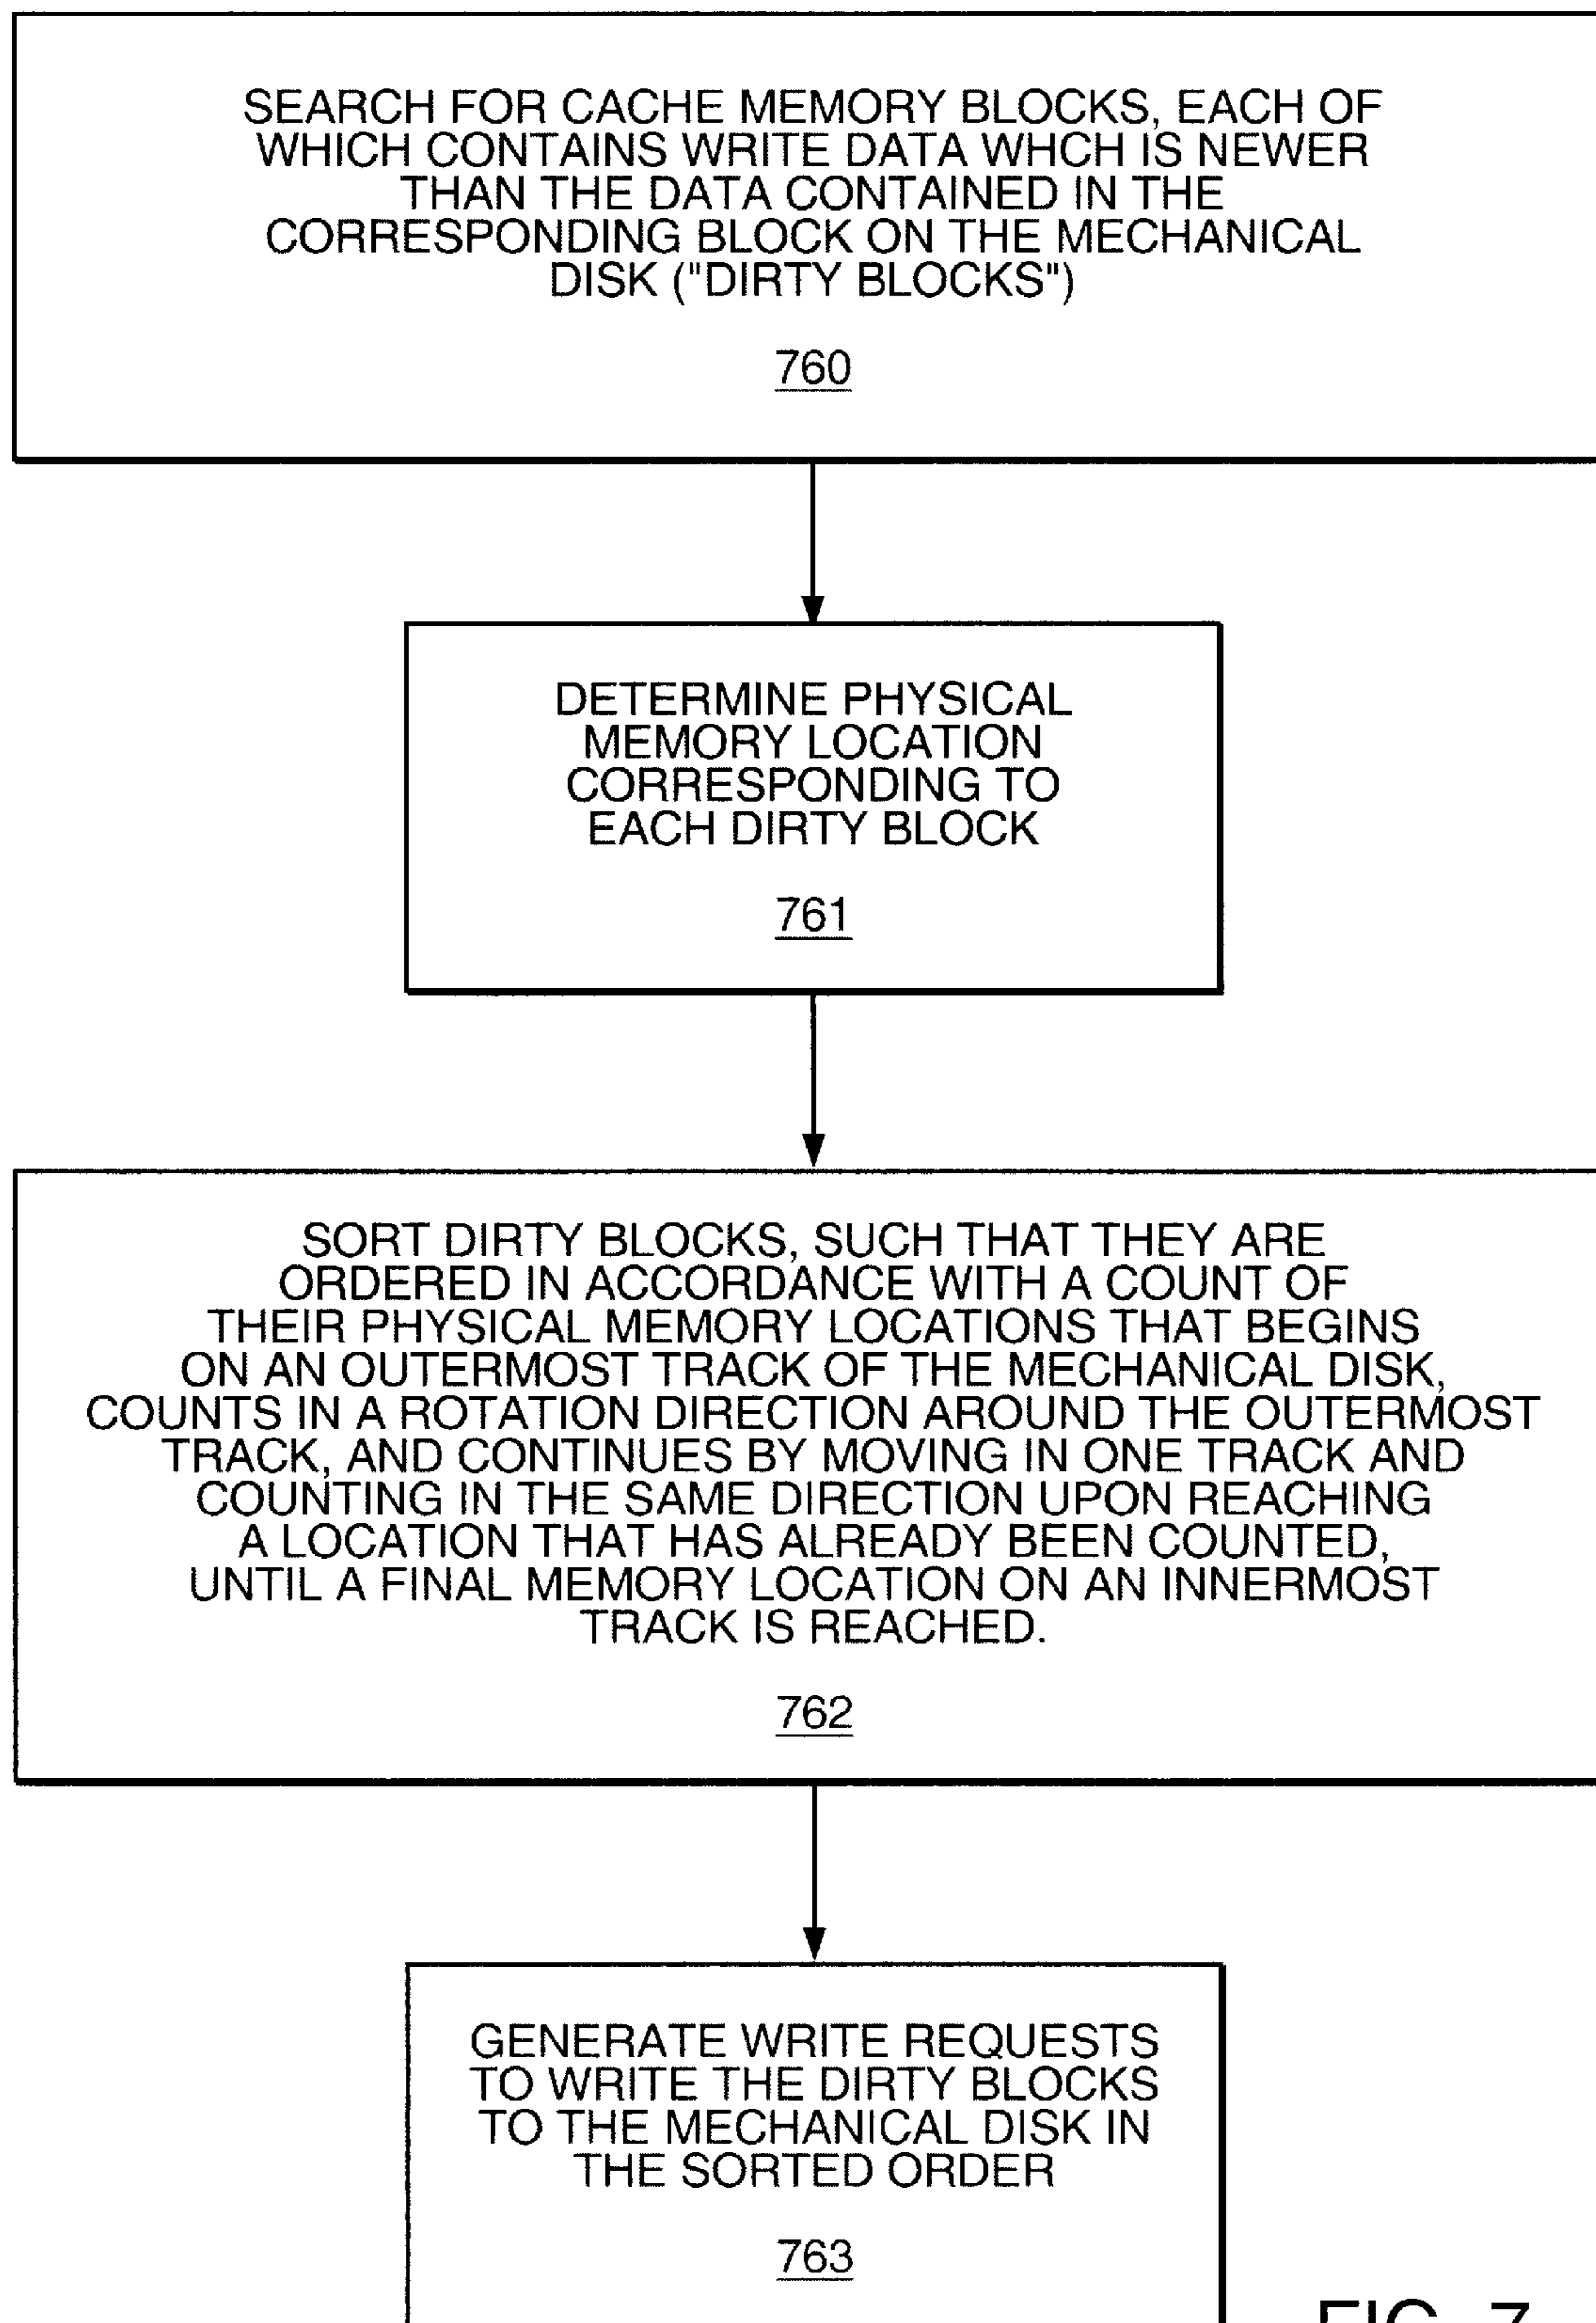 SEARCH FOR CACHE MEMORY BLOCKS, EACH OF
WHICH CONTAINS WRITE DATA WHCH IS NEWER
THAN THE DATA CONTAINED IN THE
CORRESPONDING BLOCK ON THE MECHANICAL
DISK ("DIRTY BLOCKS")
760
DETERMINE PHYSICAL
MEMORY LOCATION
CORRESPONDING TO
EACH DIRTY BLOCK
761
SORT DIRTY BLOCKS, SUCH THAT THEY ARE
ORDERED IN ACCORDANCE WITH A COUNT OF
THEIR PHYSICAL MEMORY LOCATIONS THAT BEGINS
ON AN OUTERMOST TRACK OF THE MECHANICAL DISK,
COUNTS IN A ROTATION DIRECTION AROUND THE OUTERMOST
TRACK, AND CONTINUES BY MOVING IN ONE TRACK AND
COUNTING IN THE SAME DIRECTION UPON REACHING
A LOCATION THAT HAS ALREADY BEEN COUNTED,
UNTIL A FINAL MEMORY LOCATION ON AN INNERMOST
TRACK IS REACHED.
762
GENERATE WRITE REQUESTS
TO WRITE THE DIRTY BLOCKS
TO THE MECHANICAL DISK IN
THE SORTED ORDER
763
FIG. 7